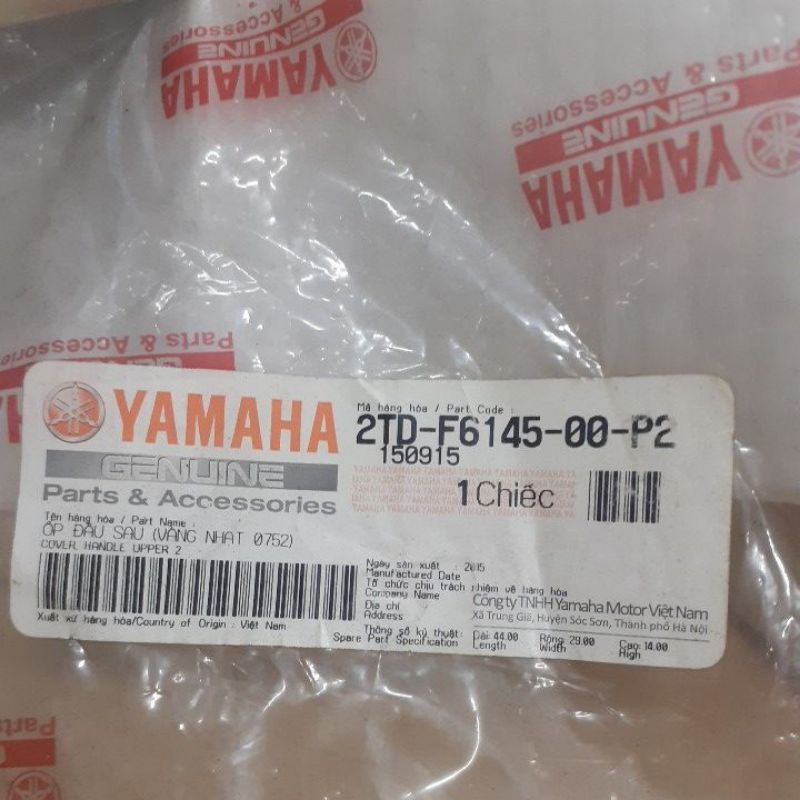 Parts & Accessories
GENUINE
YAMAHA
Parts & Accessories
GENUINE
YAMAHA
Parts & Accessories
YAMAHA
GENUINE
Parts & Accessories
Mã hàng hóa / Part Code :
2TD-F6145-00-P2
150915
1 Chiếc
Tên hàng hóa / Part Name :
ỐP ĐẦU SAU (VÀNG NHẠT 0752)
COVER, HANDLE UPPER 2
Xuất xứ hàng hóa/Country of Origin : Việt Nam
Ngày sản xuất : 2015
Manufactured Date
Tổ chức chịu trách nhiệm về hàng hóa
Company Name
Công ty TNHH Yamaha Motor Việt Nam
Địa chỉ
Address
Xã Trung Giã, Huyện Sóc Sơn, Thành phố Hà Nội
Thông số kỹ thuật: Dài: 44.00 Rộng: 29.00 Cao: 14.00
Spare Part Specification Length Width High
Parts